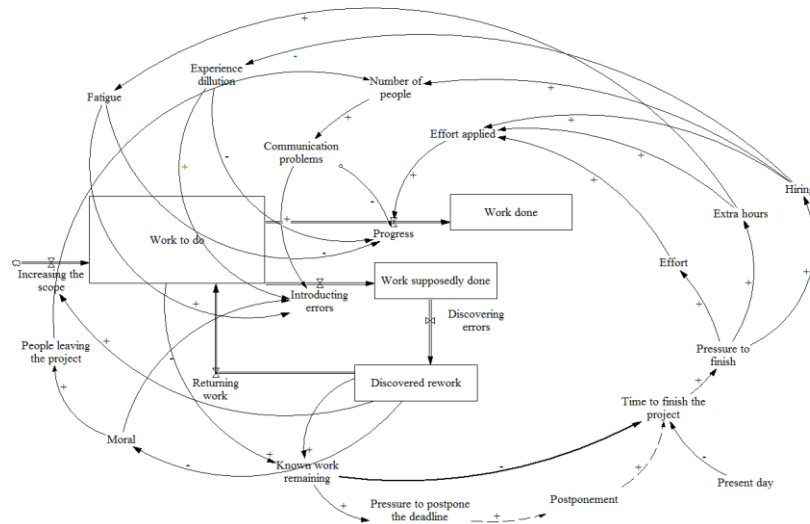 Experience
dillution
Fatigue
Number of
people
Effort applied
Communication
problems
Hiring
Extra hours
Work done
Progress
Work to do
Effort
Increasing the
scope
Work supposedly done
Introducting
errors
Discovering
errors
People leaving
the project
Pressure to
finish
Returning
work
Discovered rework
Time to finish the
project
Moral
Known work
remaining
Present day
Postponement
Pressure to postpone
the deadline